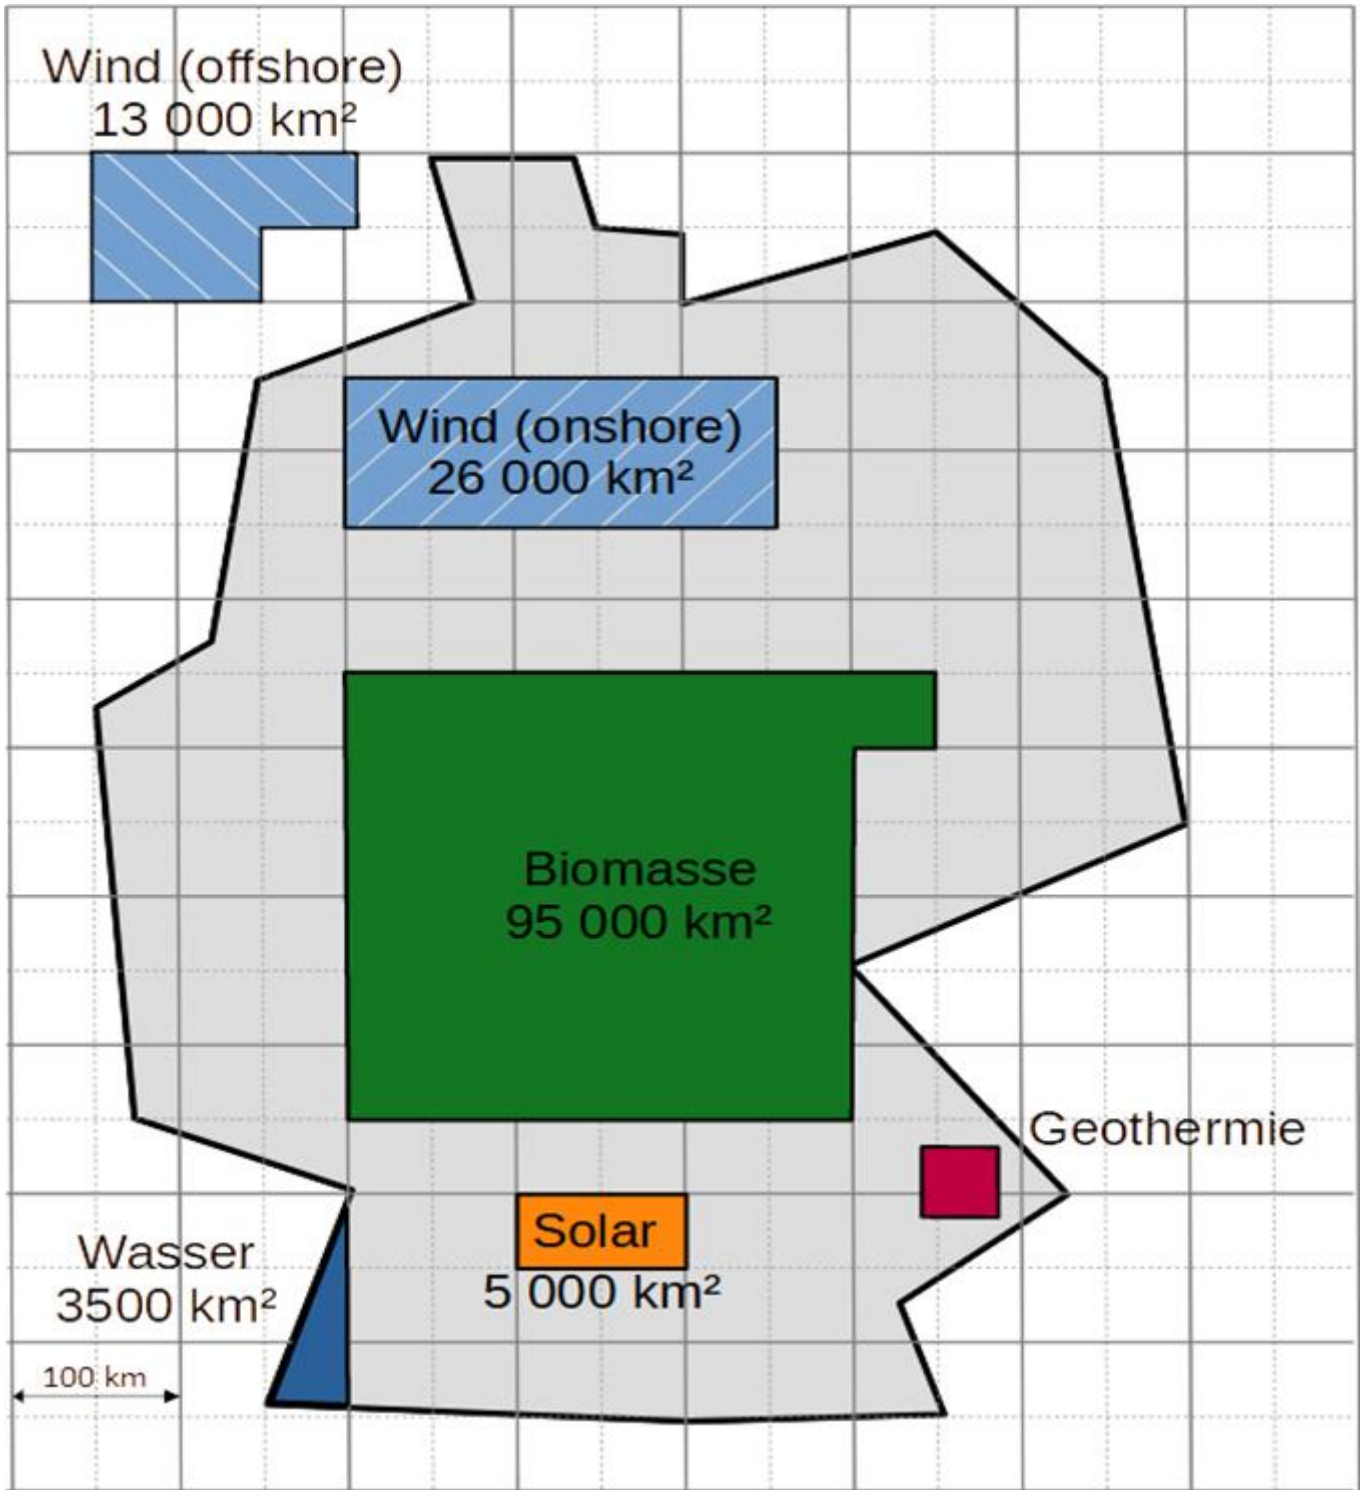 Wind (offshore)
13 000 km²
Wind (onshore)
26 000 km²
Biomasse
95 000 km²
Geothermie
Solar
5 000 km²
Wasser
3500 km²
100 km